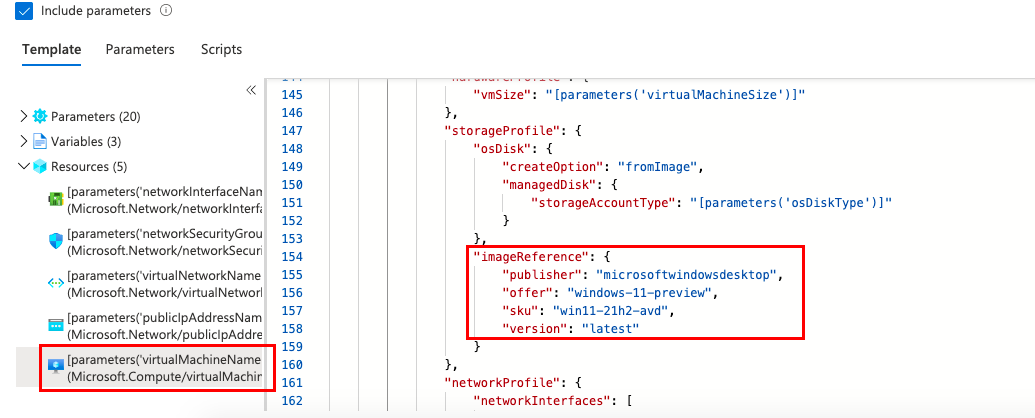 Include parameters
Template Parameters Scripts
Parameters (20)
Variables (3)
Resources (5)
[parameters('networkInterfaceNam
(Microsoft.Network/networkInterfa
[parameters('networkSecurityGrou
(Microsoft.Network/networkSecuri
[parameters('virtualNetworkName
(Microsoft.Network/virtualNetwork
[parameters('publicIpAddressNam
(Microsoft.Network/publicIpAddre
[parameters('virtualMachineName
(Microsoft.Compute/virtualMachin
144 "hardwareProfile": {
145 "vmSize": "[parameters('virtualMachineSize')]"
146 },
147 "storageProfile": {
148 "osDisk": {
149 "createOption": "fromImage",
150 "managedDisk": {
151 "storageAccountType": "[parameters('osDiskType')]"
152 }
153 },
154 "imageReference": {
155 "publisher": "microsoftwindowsdesktop",
156 "offer": "windows-11-preview",
157 "sku": "win11-21h2-avd",
158 "version": "latest"
159 }
160 },
161 "networkProfile": {
162 "networkInterfaces": [